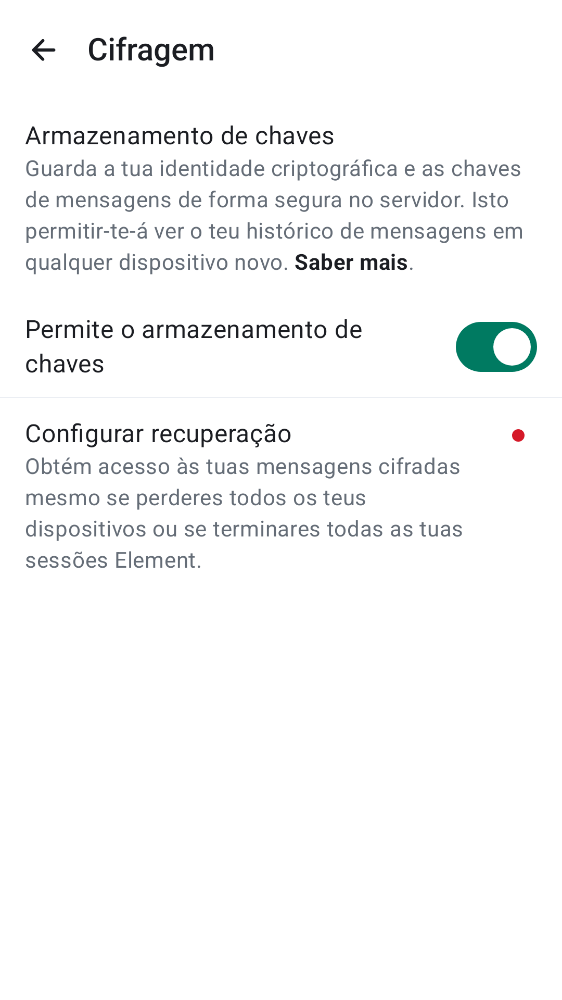 Cifragem
Armazenamento de chaves
Guarda a tua identidade criptográfica e as chaves
de mensagens de forma segura no servidor. Isto
permitir-te-á ver o teu histórico de mensagens em
qualquer dispositivo novo. Saber mais.
Permite o armazenamento de
chaves
Configurar recuperação
Obtém acesso às tuas mensagens cifradas
mesmo se perderes todos os teus
dispositivos ou se terminares todas as tuas
sessões Element.